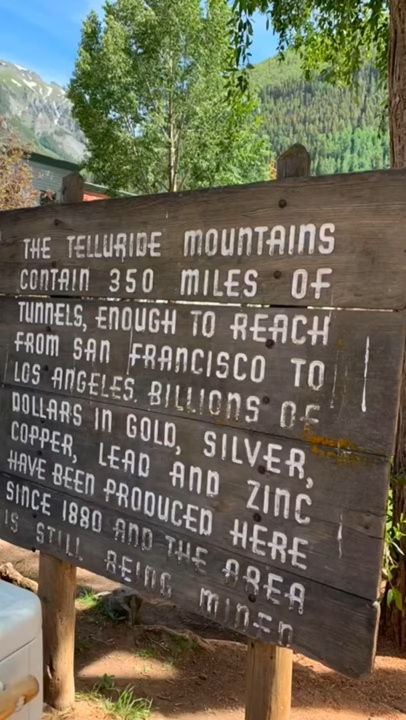 THE TELLURIDE MOUNTAINS
CONTAIN 350 MILES OF
TUNNELS, ENOUGH TO REACH
FROM SAN FRANCISCO TO
LOS ANGELES. BILLIONS OF
DOLLARS IN GOLD, SILVER,
COPPER, LEAD AND ZINC
HAVE BEEN PRODUCED HERE
SINCE 1880 AND THE AREA
IS STILL BEING MINED